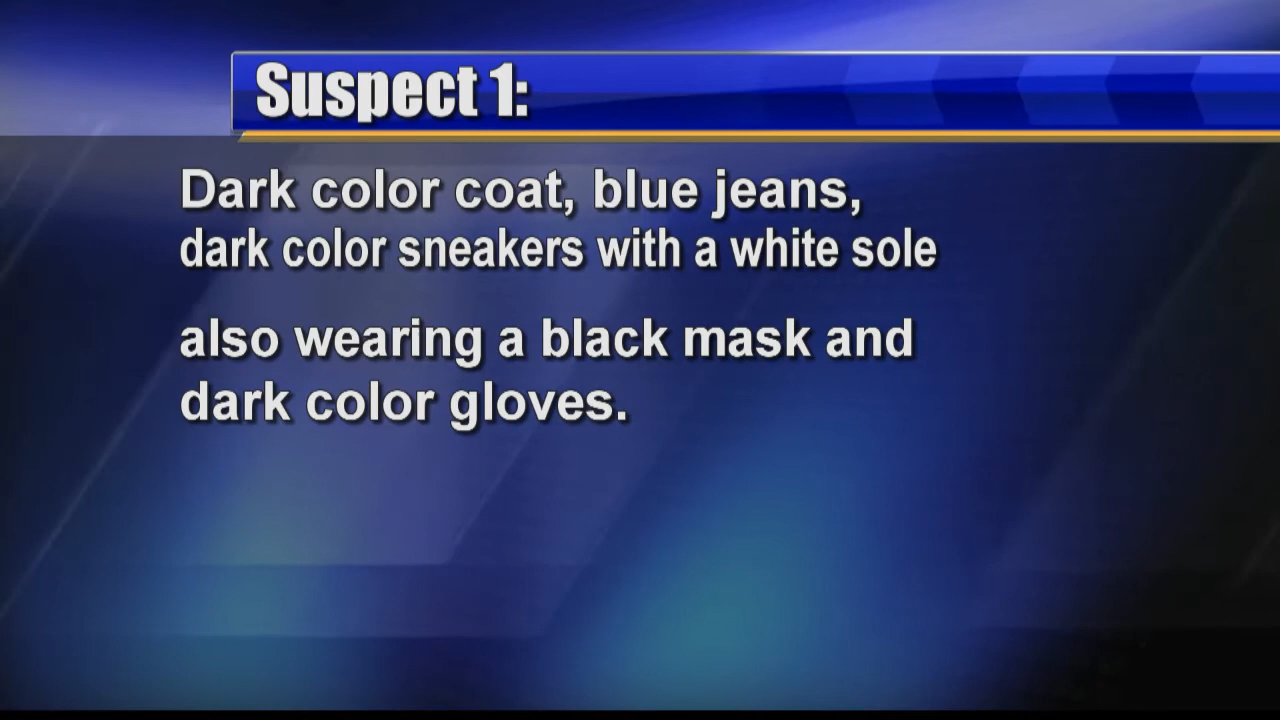 Suspect 1:
Dark color coat, blue jeans,
dark color sneakers with a white sole
also wearing a black mask and
dark color gloves.